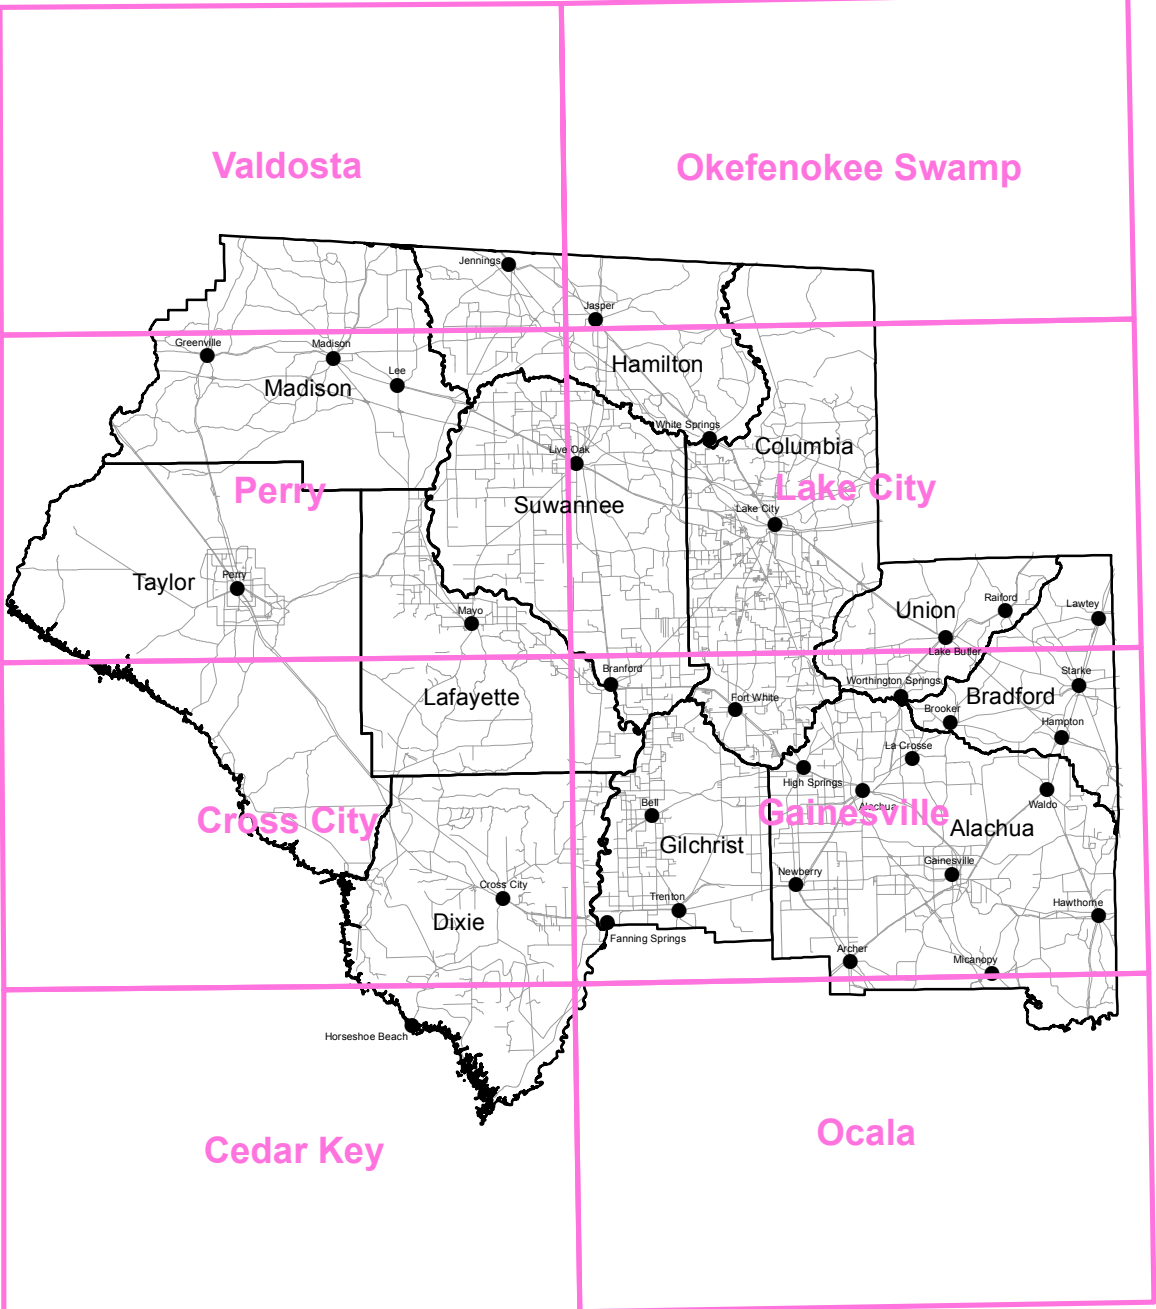 Valdosta
Okefenokee Swamp
Jennings
Jasper
Greenville
Madison
Lee
Madison
Hamilton
White Springs
Columbia
Live Oak
Perry
Lake City
Suwannee
Lake City
Taylor
Perry
Mayo
Union
Raiford
Lawtey
Lake Butler
Branford
Lafayette
Fort White
Worthington Springs
Starke
Bradford
Brooker
Hampton
La Crosse
High Springs
Alachua
Waldo
Bell
Cross City
Gainesville
Alachua
Gilchrist
Gainesville
Newberry
Cross City
Trenton
Hawthorne
Dixie
Fanning Springs
Archer
Micanopy
Horseshoe Beach
Cedar Key
Ocala